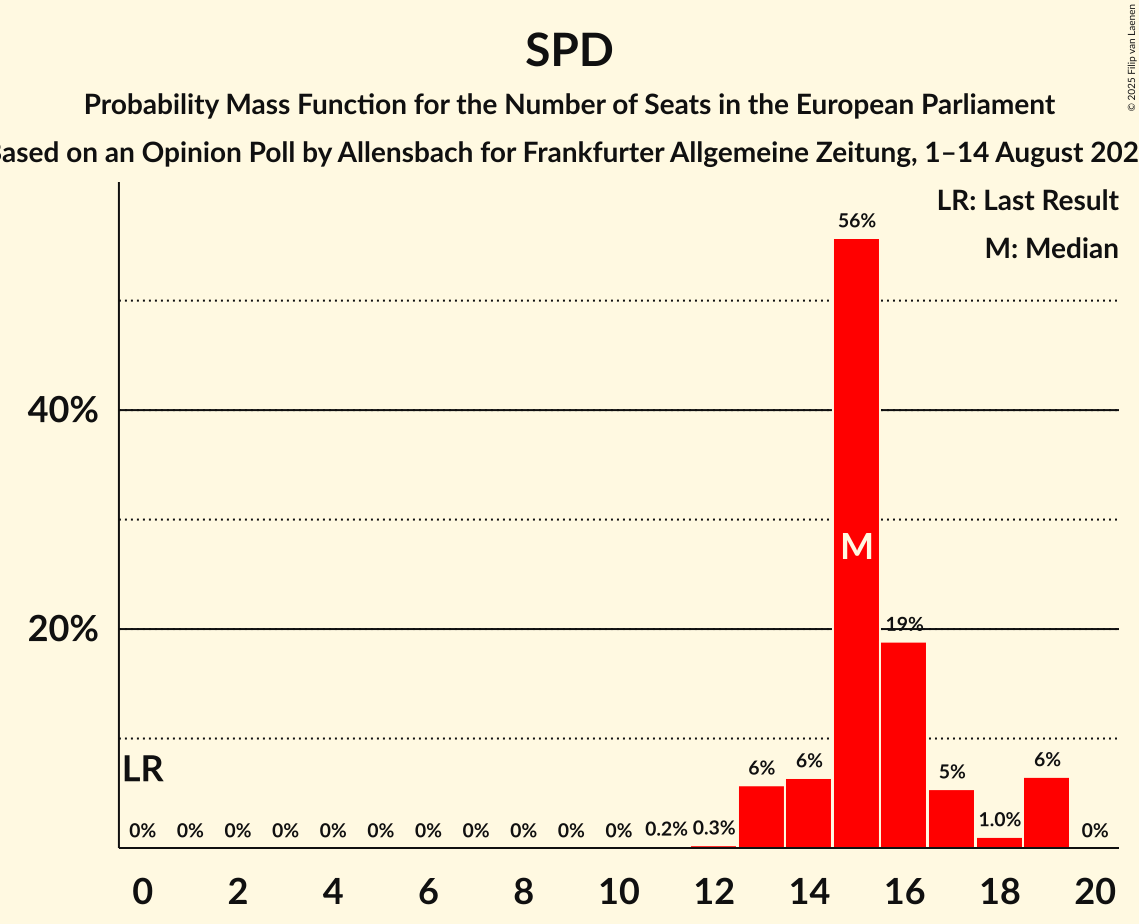 SPD
Probability Mass Function for the Number of Seats in the European Parliament
ased on an Opinion Poll by Allensbach for Frankfurter Allgemeine Zeitung, 1–14 August 202
© 2025 Filip van Laenen
LR: Last Result
M: Median
56%
40%
M
20%
19%
LR
6%
6%
5%
6%
0% 0% 0% 0% 0% 0% 0% 0% 0% 0% 0% 0.2% 0.3% 1.0% 0%
0 2 4 6 8 10 12 14 16 18 20